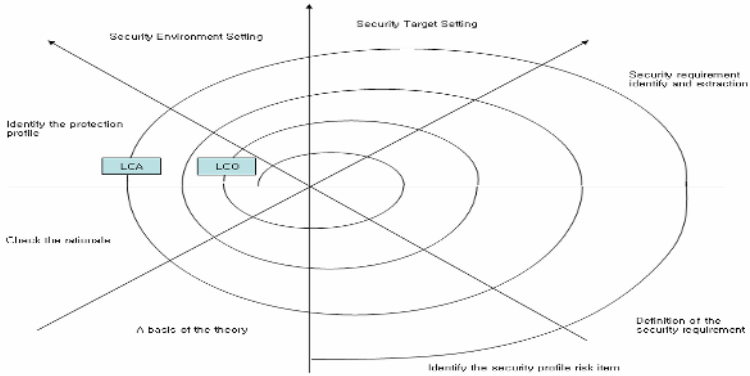 Security Target Setting
Security Environment Setting
Security requirement
identify and extraction
Identify the protection
profile
LCA
LCO
Check the rationale
Definition of the
security requirement
A basis of the theory
Identify the security profile risk item